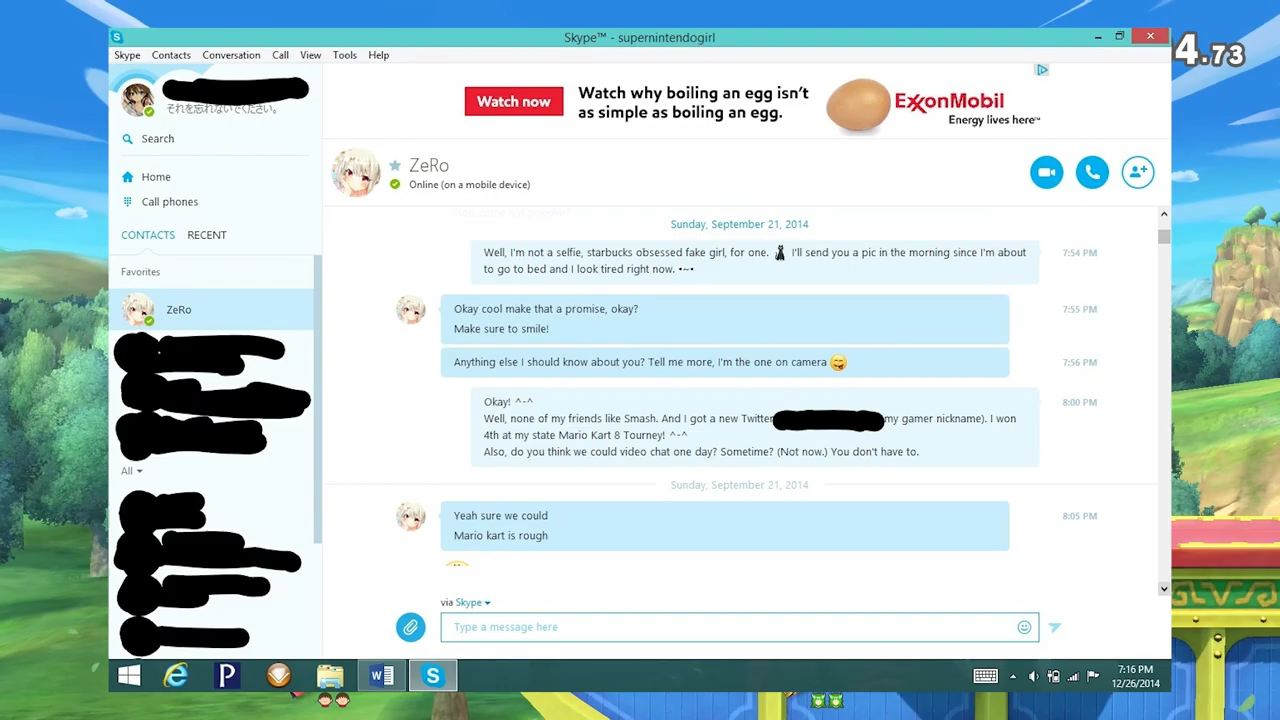 Skype™ - supernintendogirl
4.73
Skype Contacts Conversation Call View Tools Help
それを忘れないでください。
Search
Home
Call phones
CONTACTS RECENT
Favorites
ZeRo
All
Watch now
Watch why boiling an egg isn't
as simple as boiling an egg.
ExxonMobil
Energy lives here™
ZeRo
Online (on a mobile device)
Sunday, September 21, 2014
Well, I'm not a selfie, starbucks obsessed fake girl, for one. I'll send you a pic in the morning since I'm about 7:54 PM
to go to bed and I look tired right now. •~•
Okay cool make that a promise, okay? 7:55 PM
Make sure to smile!
Anything else I should know about you? Tell me more, I'm the one on camera 😜 7:56 PM
Okay! ^-^ 8:00 PM
Well, none of my friends like Smash. And I got a new Twitter my gamer nickname). I won
4th at my state Mario Kart 8 Tourney! ^-^
Also, do you think we could video chat one day? Sometime? (Not now.) You don't have to.
Sunday, September 21, 2014
Yeah sure we could 8:05 PM
Mario kart is rough
via Skype
Type a message here
7:16 PM
12/26/2014